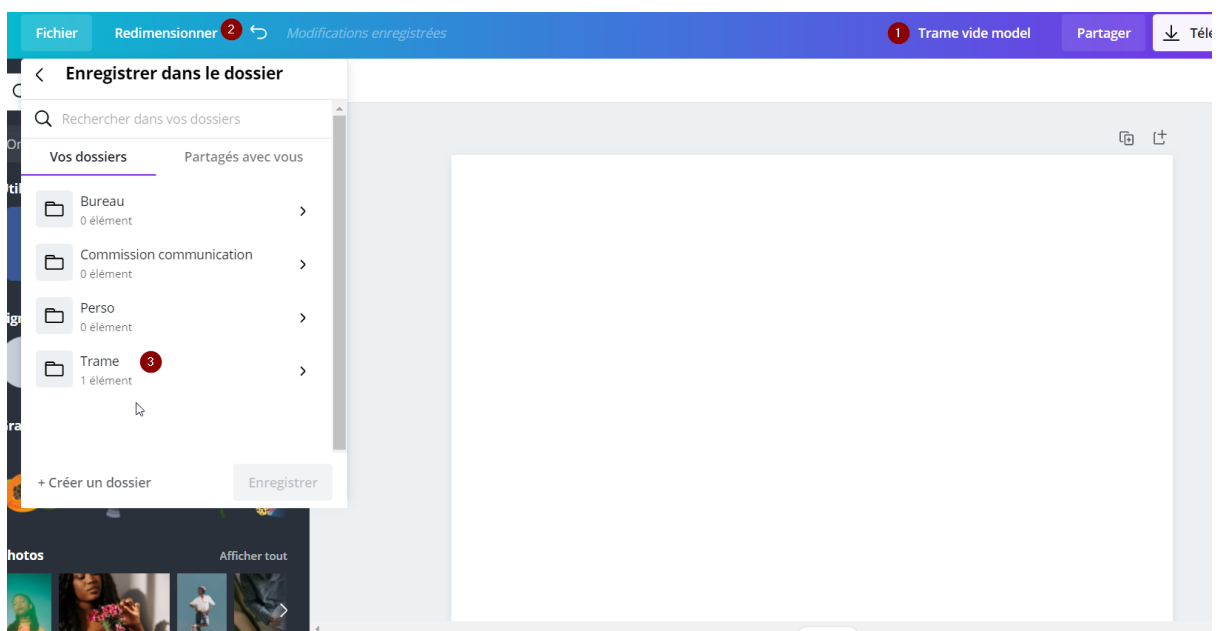 Fichier Redimensionner 2 Modifications enregistrées 1 Trame vide model Partager Télé
Enregistrer dans le dossier
Rechercher dans vos dossiers
Vos dossiers Partagés avec vous
Bureau
0 élément
Commission communication
0 élément
Perso
0 élément
Trame 3
1 élément
+ Créer un dossier Enregistrer
hotos Afficher tout